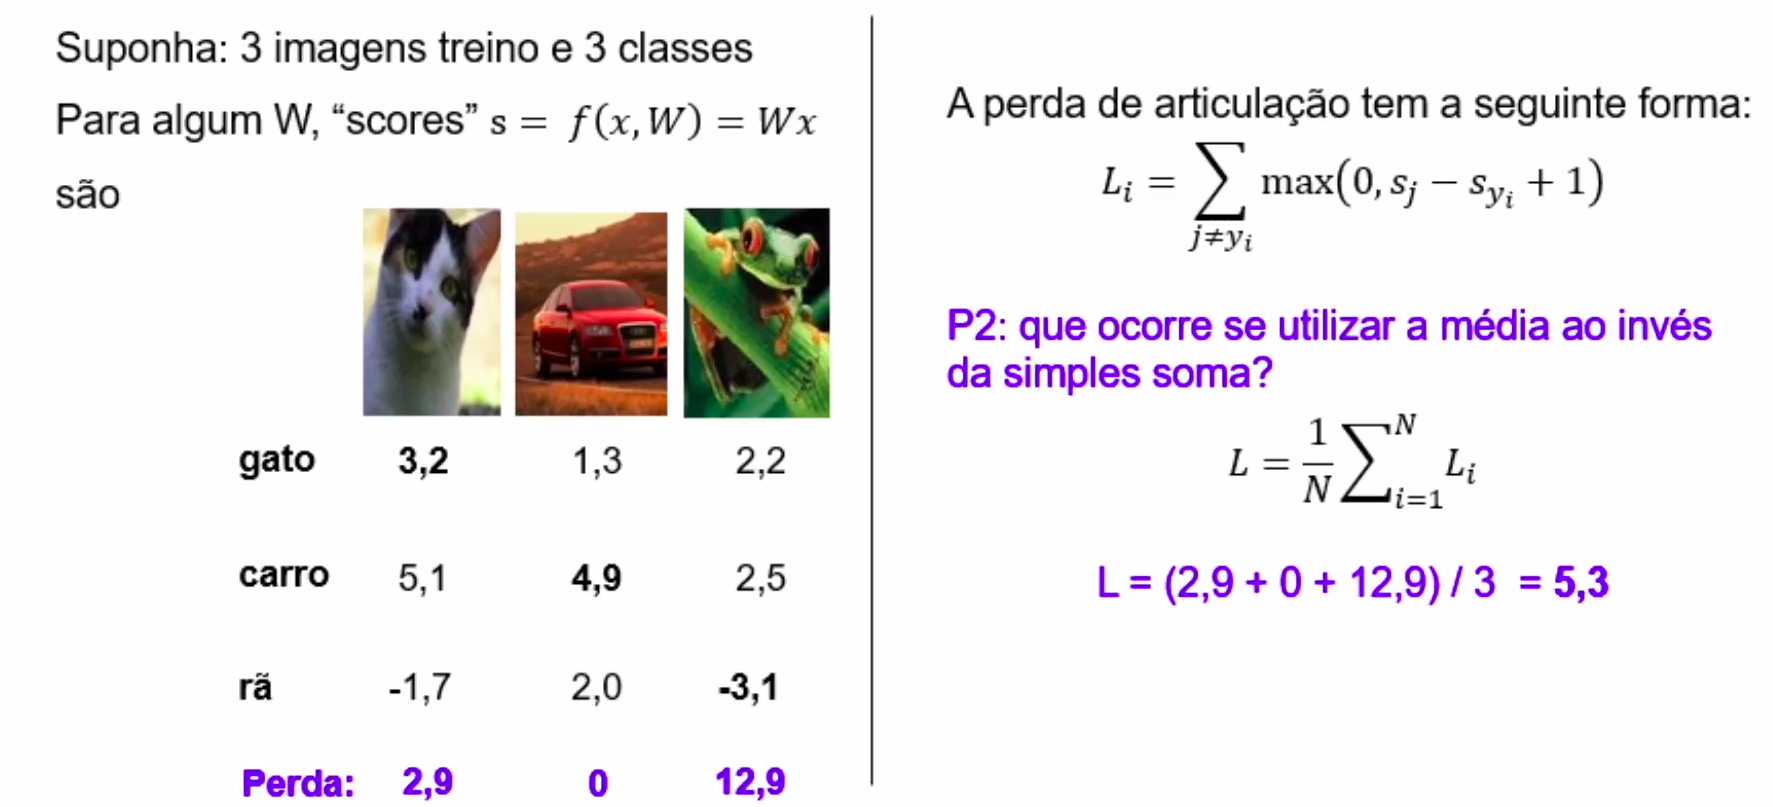 Suponha: 3 imagens treino e 3 classes
Para algum W, “scores” s = f(x, W) = Wx
são
gato 3,2 1,3 2,2
carro 5,1 4,9 2,5
rã -1,7 2,0 -3,1
Perda: 2,9 0 12,9
A perda de articulação tem a seguinte forma:
L_i = ∑_{j≠y_i} max(0, s_j − s_{y_i} + 1)
P2: que ocorre se utilizar a média ao invés
da simples soma?
L = \frac{1}{N} ∑_{i=1}^{N} L_i
L = (2,9 + 0 + 12,9) / 3 = 5,3